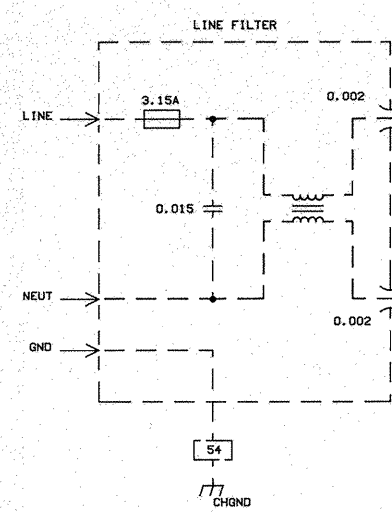 LINE FILTER
3.15A
0.002
LINE
0.015
NEUT
0.002
GND
54
CHGND